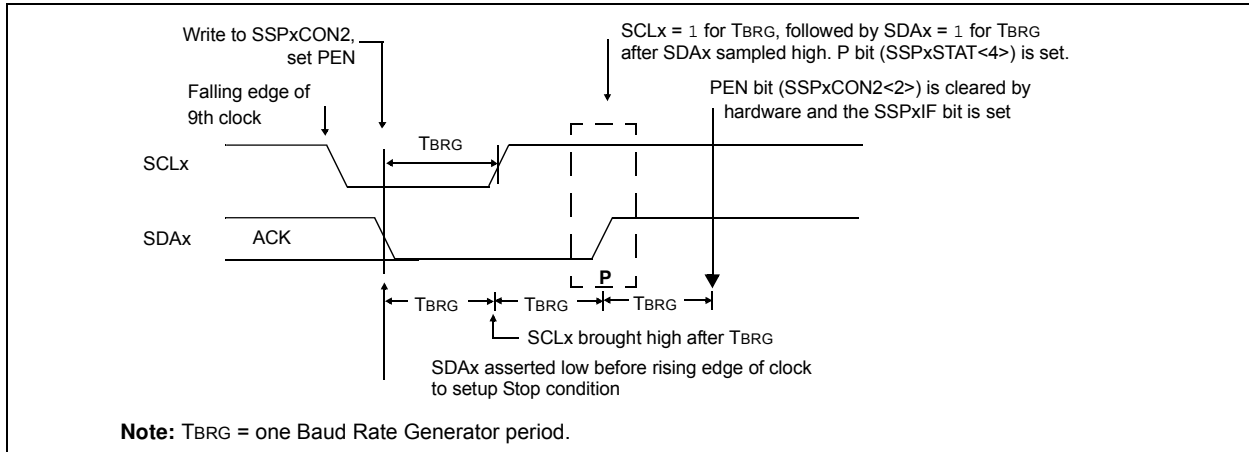 Write to SSPxCON2,
set PEN
SCLx = 1 for TBRG, followed by SDAx = 1 for TBRG
after SDAx sampled high. P bit (SSPxSTAT<4>) is set.
Falling edge of
9th clock
PEN bit (SSPxCON2<2>) is cleared by
hardware and the SSPxIF bit is set
TBRG
SCLx
SDAx
ACK
P
TBRG
TBRG
TBRG
SCLx brought high after TBRG
SDAx asserted low before rising edge of clock
to setup Stop condition
Note: TBRG = one Baud Rate Generator period.